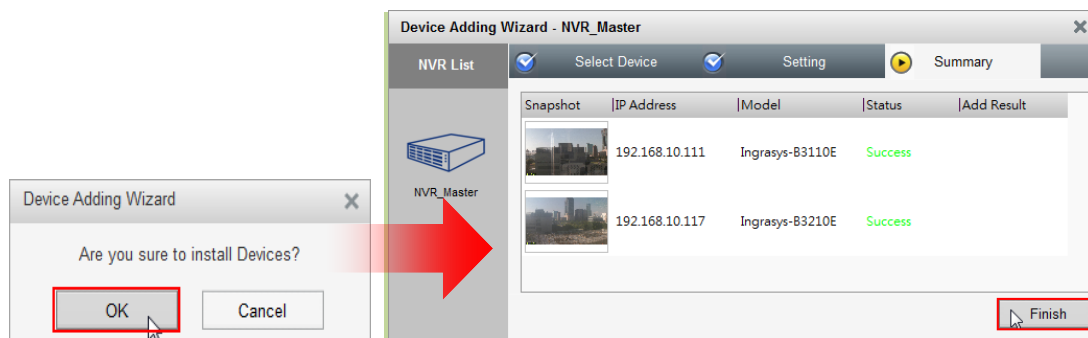 Device Adding Wizard
Are you sure to install Devices?
OK Cancel
Device Adding Wizard - NVR_Master
NVR List Select Device Setting Summary
NVR_Master
Snapshot IP Address Model Status Add Result
192.168.10.111 Ingrasys-B3110E Success
192.168.10.117 Ingrasys-B3210E Success
Finish